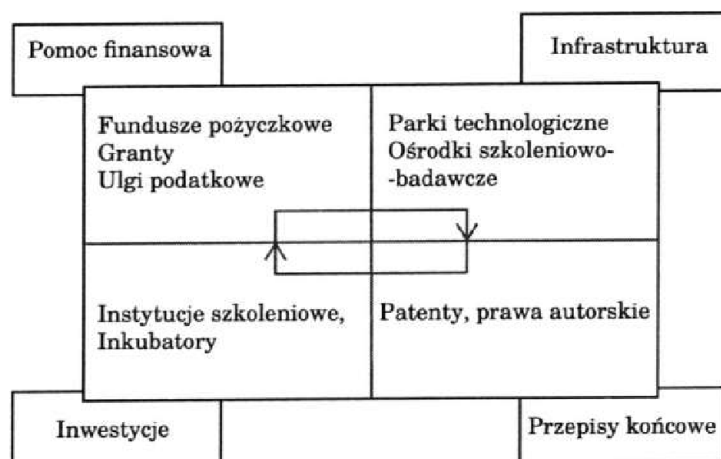 Pomoc finansowa
Infrastruktura
Fundusze pożyczkowe
Granty
Ulgi podatkowe
Parki technologiczne
Ośrodki szkoleniowo-
-badawcze
Instytucje szkoleniowe,
Inkubatory
Patenty, prawa autorskie
Inwestycje
Przepisy końcowe